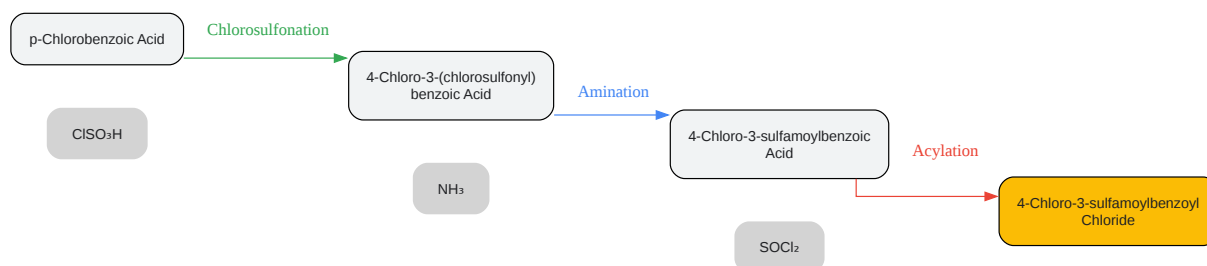 p-Chlorobenzoic Acid
Chlorosulfonation
4-Chloro-3-(chlorosulfonyl)
benzoic Acid
Amination
ClSO₃H
4-Chloro-3-sulfamoylbenzoic
Acid
Acylation
NH₃
4-Chloro-3-sulfamoylbenzoyl
Chloride
SOCl₂